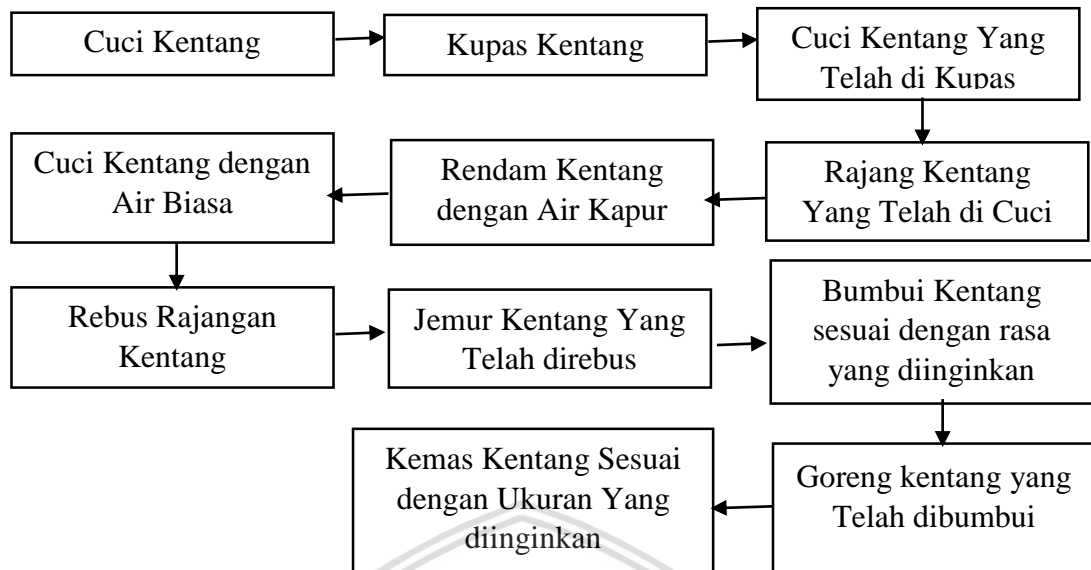 Cuci Kentang
Kupas Kentang
Cuci Kentang Yang
Telah di Kupas
Rajang Kentang
Yang Telah di Cuci
Rendam Kentang
dengan Air Kapur
Cuci Kentang dengan
Air Biasa
Rebus Rajangan
Kentang
Jemur Kentang Yang
Telah direbus
Bumbui Kentang
sesuai dengan rasa
yang diinginkan
Goreng kentang yang
Telah dibumbui
Kemas Kentang Sesuai
dengan Ukuran Yang
diinginkan